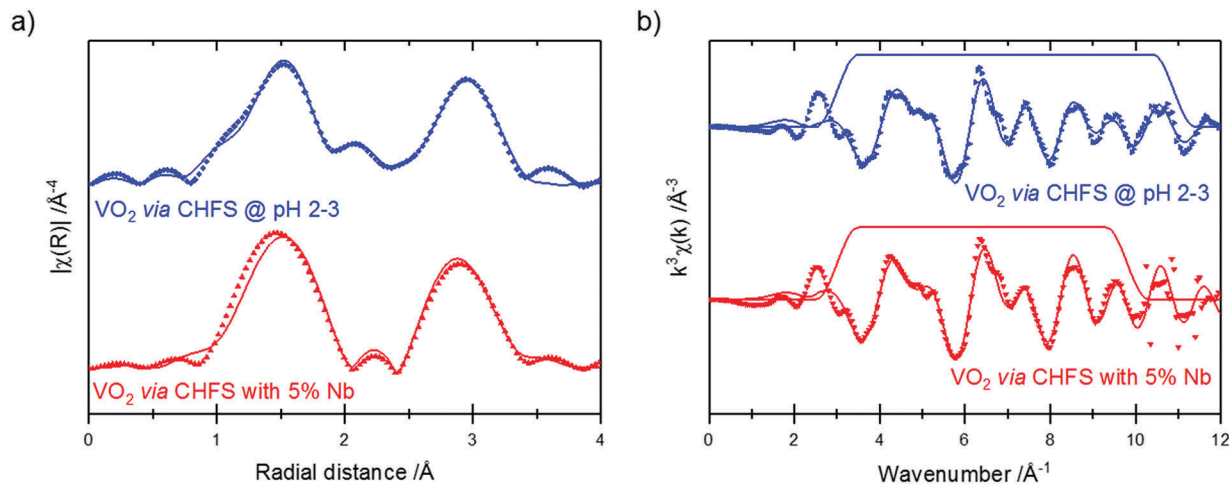 a)
|χ(R)| /Å⁻⁴
VO₂ via CHFS @ pH 2-3
VO₂ via CHFS with 5% Nb
0 1 2 3 4
Radial distance /Å
b)
k³χ(k) /Å⁻³
VO₂ via CHFS @ pH 2-3
VO₂ via CHFS with 5% Nb
0 2 4 6 8 10 12
Wavenumber /Å⁻¹